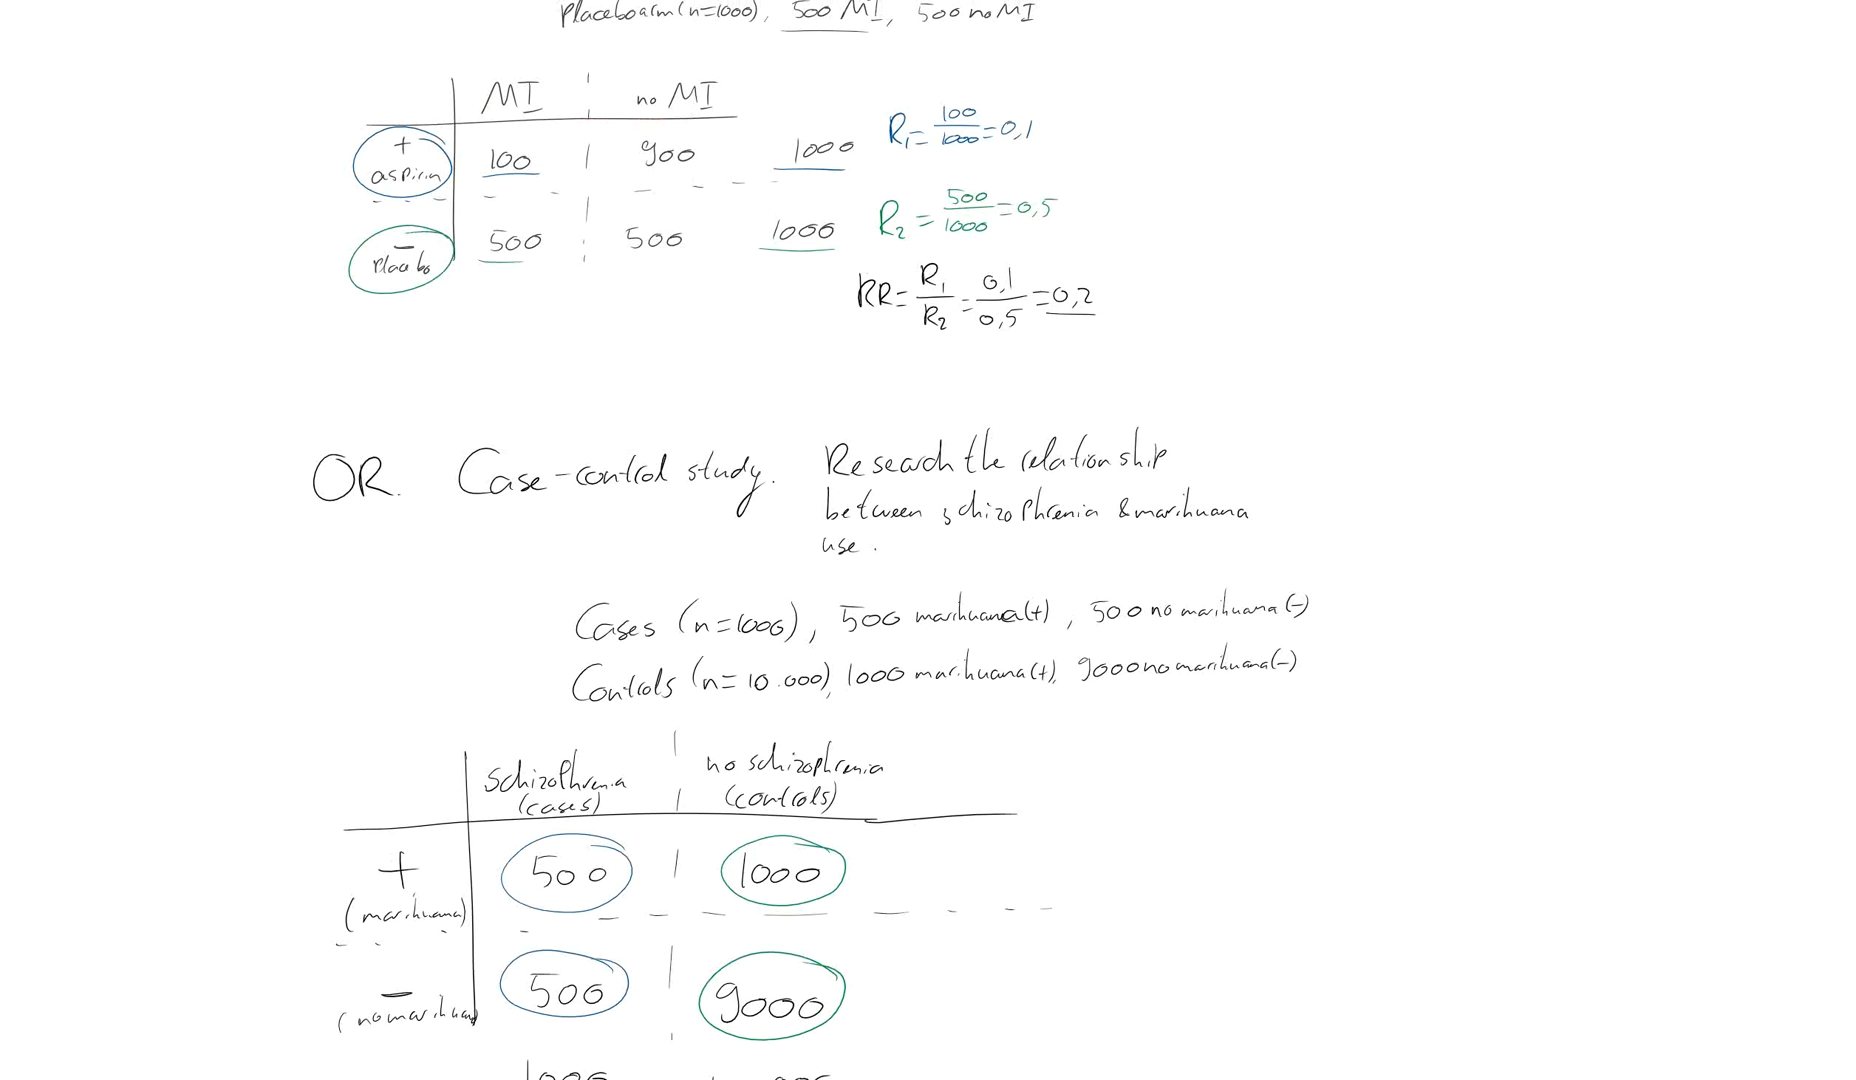 Placeboarm (n=1000), 500 MI, 500 no MI
MI no MI
+ aspirin 100 900 1000 R₁= 100/1000 =0,1
− Placebo 500 500 1000 R₂ = 500/1000 =0,5
RR= R₁/R₂ = 0,1/0,5 =0,2
OR. Case-control study. Research the relationship
between schizophrenia & marihuana
use.
Cases (n=1000), 500 marihuana(+), 500 no marihuana(−)
Controls (n=10.000), 1000 marihuana(+), 9000 no marihuana(−)
Schizophrenia no schizophrenia
(cases) (controls)
+ 500 1000
(marihuana)
− 500 9000
(no marihuana